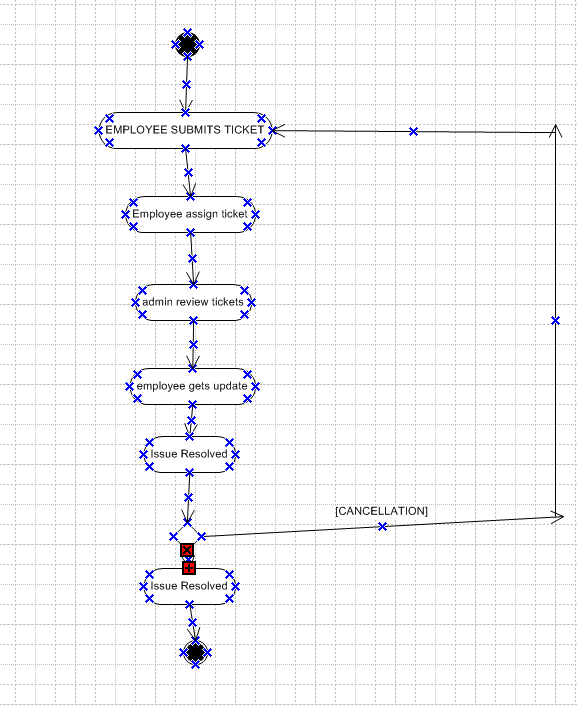 EMPLOYEE SUBMITS TICKET
Employee assign ticket
admin review tickets
employee gets update
Issue Resolved
[CANCELLATION]
Issue Resolved